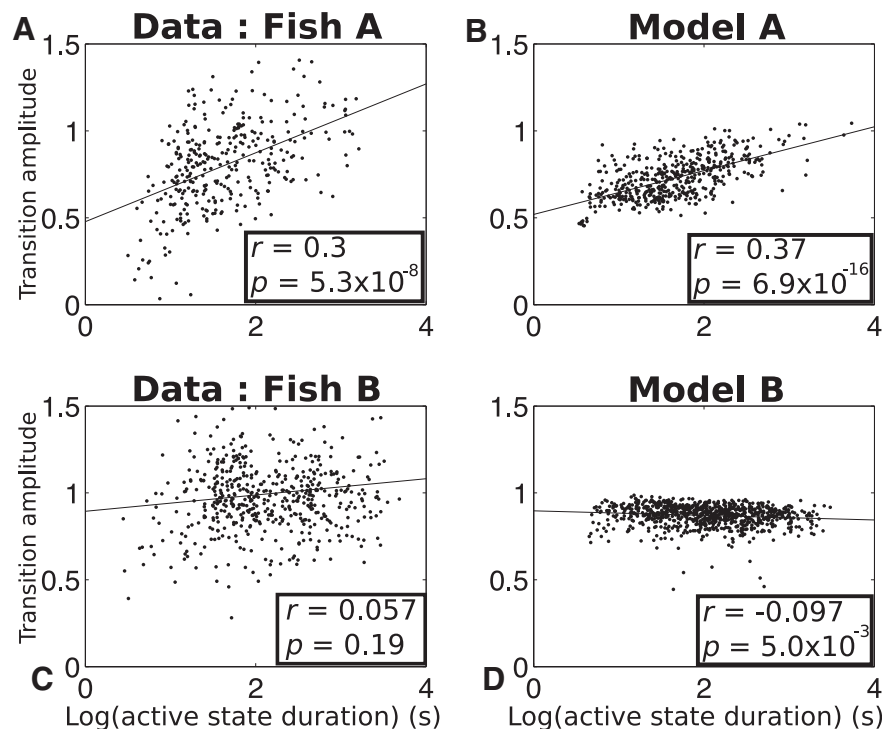 A
Data : Fish A
1.5
1
0.5
0
0
2
4
Transition amplitude
r = 0.3
p = 5.3x10-8
B
Model A
1.5
1
0.5
0
0
2
4
r = 0.37
p = 6.9x10-16
Data : Fish B
1.5
1
0.5
0
0
2
4
Transition amplitude
r = 0.057
p = 0.19
C
Log(active state duration) (s)
Model B
1.5
1
0.5
0
0
2
4
r = -0.097
p = 5.0x10-3
D
Log(active state duration) (s)